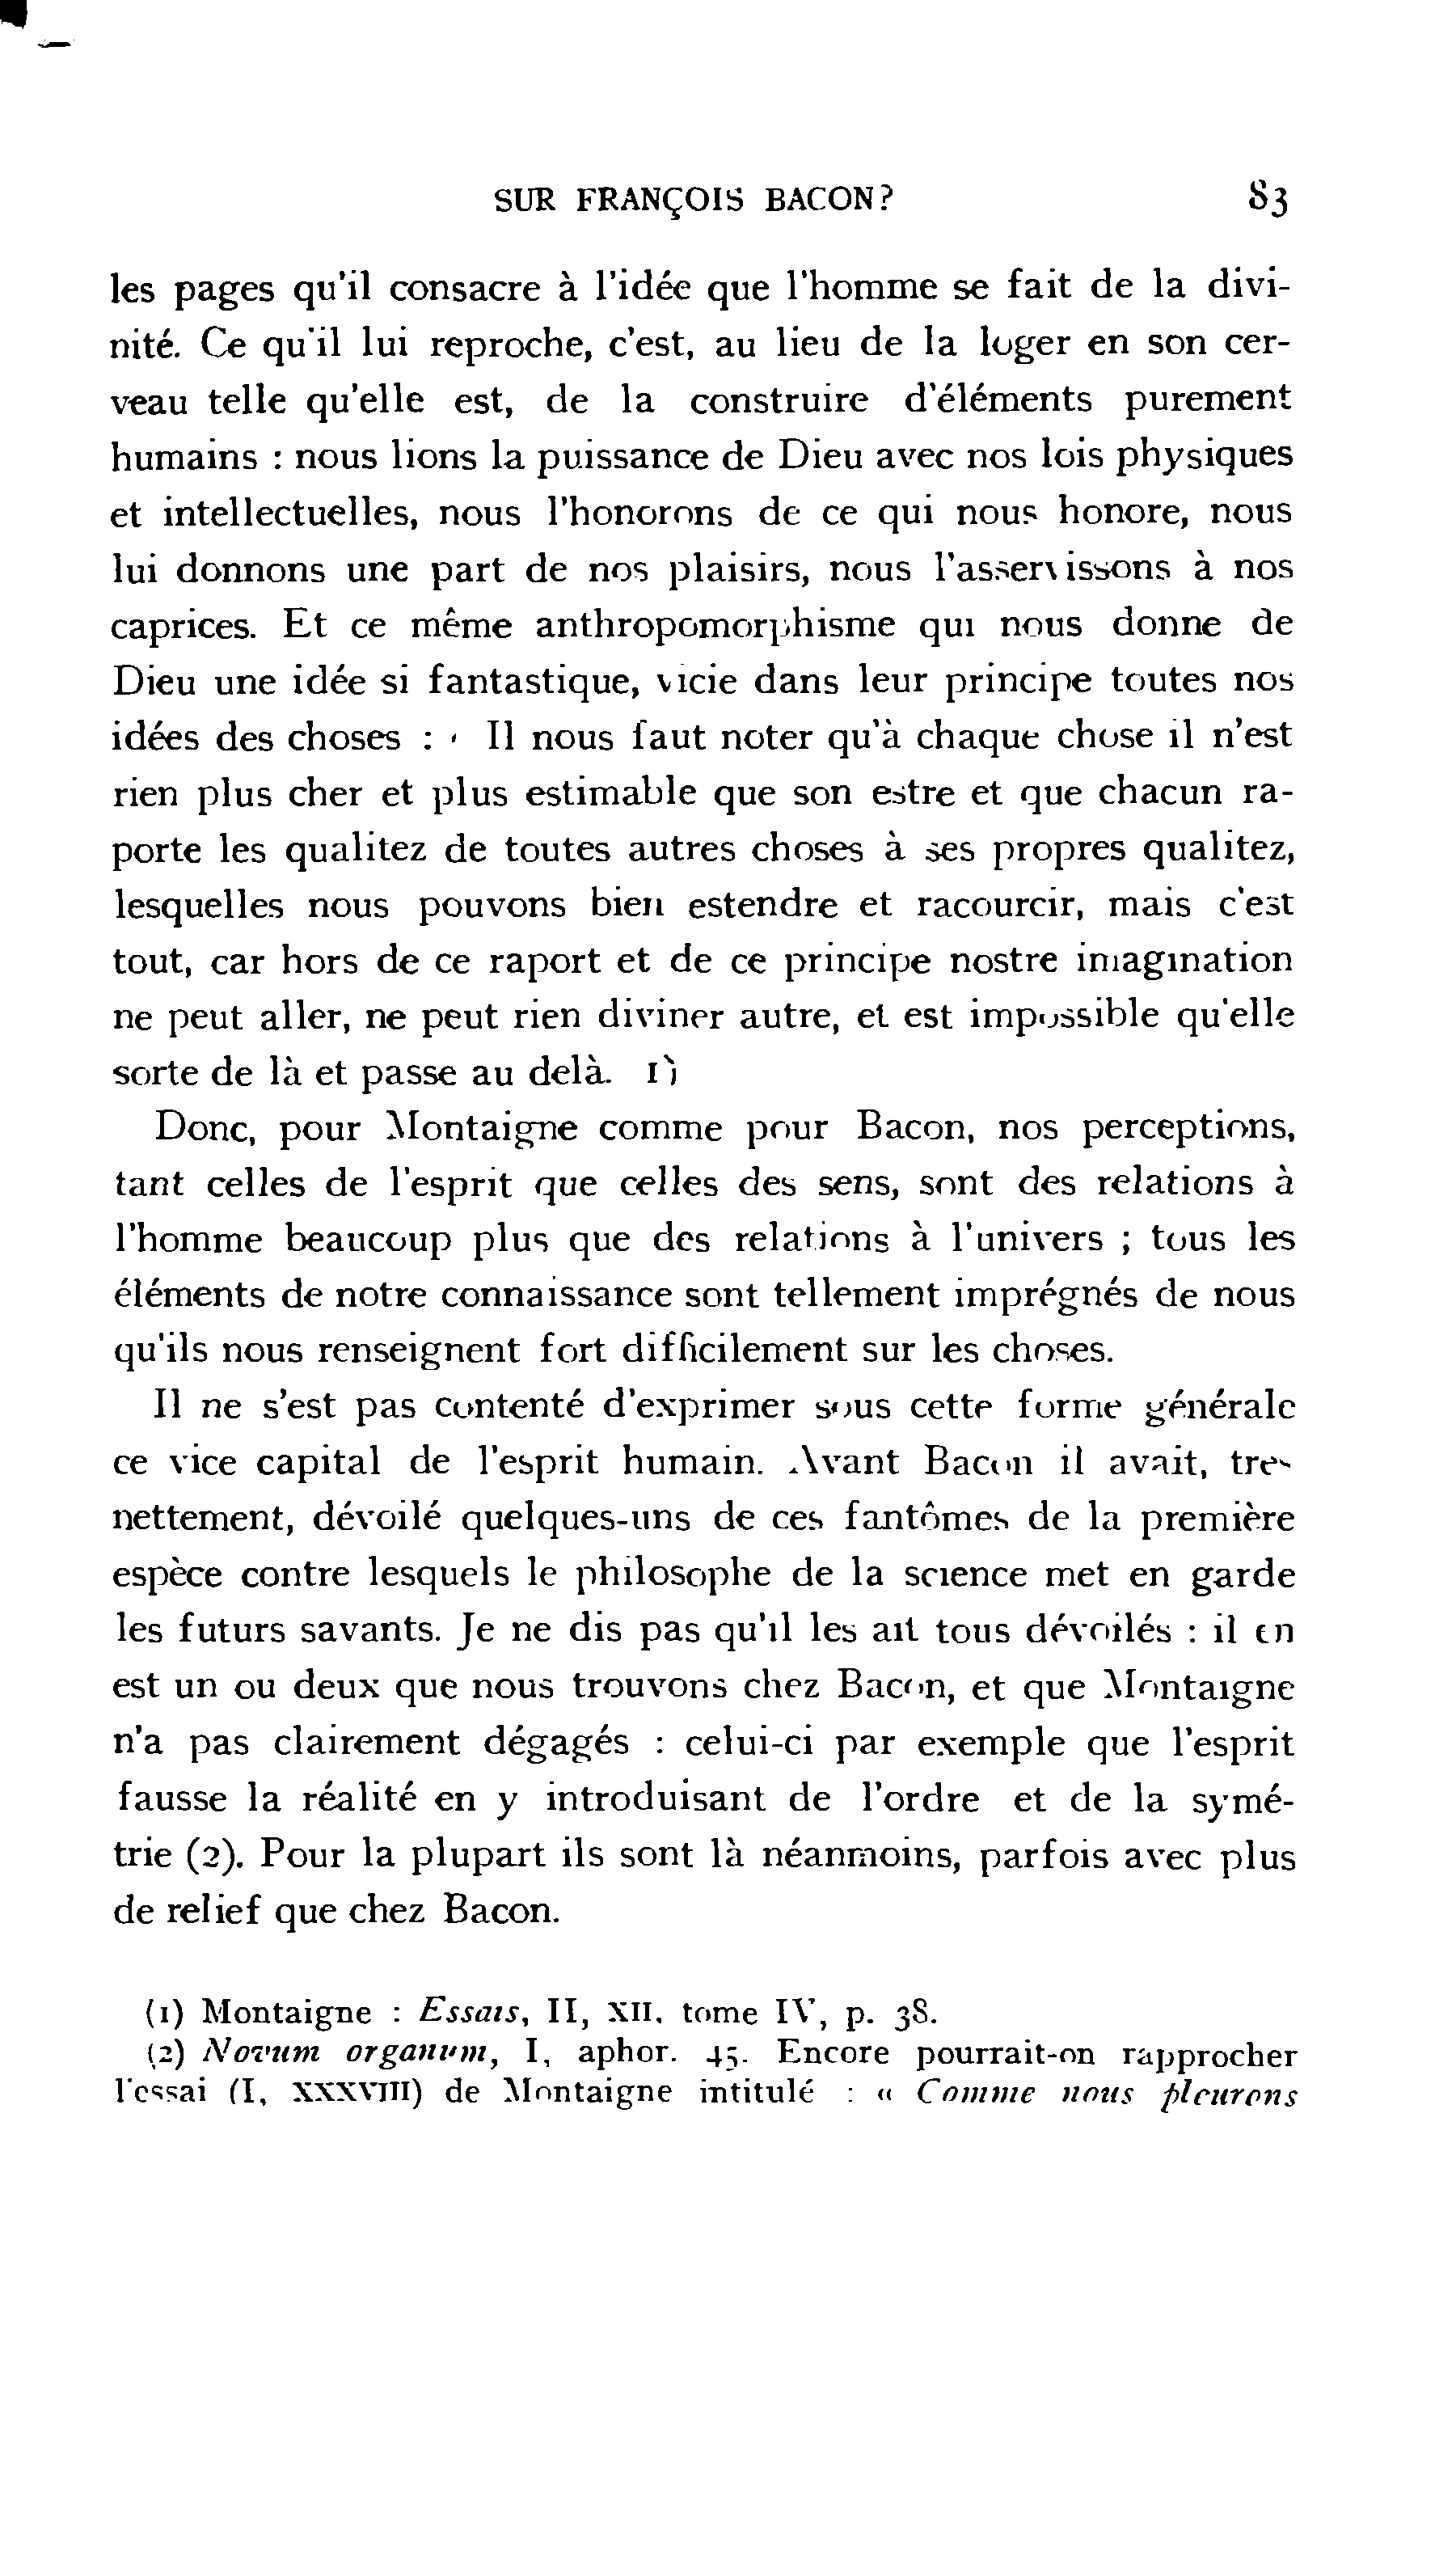 SUR FRANÇOIS BACON? 83
les pages qu'il consacre à l'idée que l'homme se fait de la divi-
nité. Ce qu'il lui reproche, c'est, au lieu de la loger en son cer-
veau telle qu'elle est, de la construire d'éléments purement
humains : nous lions la puissance de Dieu avec nos lois physiques
et intellectuelles, nous l'honorons de ce qui nous honore, nous
lui donnons une part de nos plaisirs, nous l'asservissons à nos
caprices. Et ce même anthropomorphisme qui nous donne de
Dieu une idée si fantastique, vicie dans leur principe toutes nos
idées des choses : « Il nous faut noter qu'à chaque chose il n'est
rien plus cher et plus estimable que son estre et que chacun ra-
porte les qualitez de toutes autres choses à ses propres qualitez,
lesquelles nous pouvons bien estendre et racourcir, mais c'est
tout, car hors de ce raport et de ce principe nostre imagination
ne peut aller, ne peut rien diviner autre, et est impossible qu'elle
sorte de là et passe au delà. (1)
Donc, pour Montaigne comme pour Bacon, nos perceptions,
tant celles de l'esprit que celles des sens, sont des relations à
l'homme beaucoup plus que des relations à l'univers ; tous les
éléments de notre connaissance sont tellement imprégnés de nous
qu'ils nous renseignent fort difficilement sur les choses.
Il ne s'est pas contenté d'exprimer sous cette forme générale
ce vice capital de l'esprit humain. Avant Bacon il avait, très
nettement, dévoilé quelques-uns de ces fantômes de la première
espèce contre lesquels le philosophe de la science met en garde
les futurs savants. Je ne dis pas qu'il les ait tous dévoilés : il en
est un ou deux que nous trouvons chez Bacon, et que Montaigne
n'a pas clairement dégagés : celui-ci par exemple que l'esprit
fausse la réalité en y introduisant de l'ordre et de la symé-
trie (2). Pour la plupart ils sont là néanmoins, parfois avec plus
de relief que chez Bacon.
(1) Montaigne : Essais, II, XII, tome IV, p. 38.
(2) Novum organum, I, aphor. 45. Encore pourrait-on rapprocher
l'essai (I, XXXVIII) de Montaigne intitulé : « Comme nous pleurons